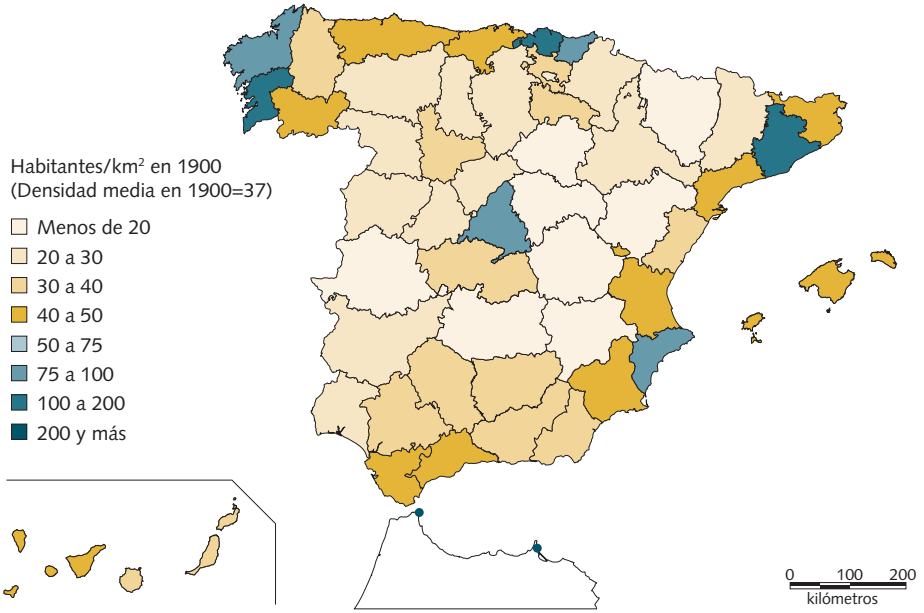 Habitantes/km² en 1900
(Densidad media en 1900=37)
Menos de 20
20 a 30
30 a 40
40 a 50
50 a 75
75 a 100
100 a 200
200 y más
0 100 200
kilómetros